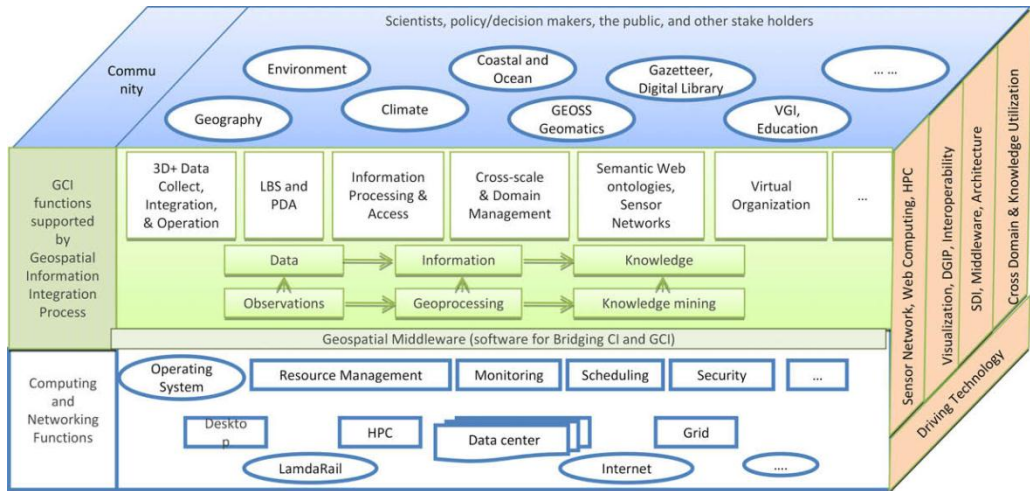 Scientists, policy/decision makers, the public, and other stake holders
Commu
nity
Environment
Coastal and
Ocean
Gazetteer,
Digital Library
... ...
Geography
Climate
GEOSS
Geomatics
VGI,
Education
GCI
functions
supported
by
Geospatial
Information
Integration
Process
3D+ Data
Collect,
Integration,
& Operation
LBS and
PDA
Information
Processing &
Access
Cross-scale
& Domain
Management
Semantic Web
ontologies,
Sensor
Networks
Virtual
Organization
...
Data
Information
Knowledge
Observations
Geoprocessing
Knowledge mining
Geospatial Middleware (software for Bridging CI and GCI)
Computing
and
Networking
Functions
Operating
System
Resource Management
Monitoring
Scheduling
Security
...
Deskto
p
HPC
Data center
Grid
LamdaRail
Internet
....
Sensor Network, Web Computing, HPC
Visualization, DGIP, Interoperability
SDI, Middleware, Architecture
Cross Domain & Knowledge Utilization
Driving Technology